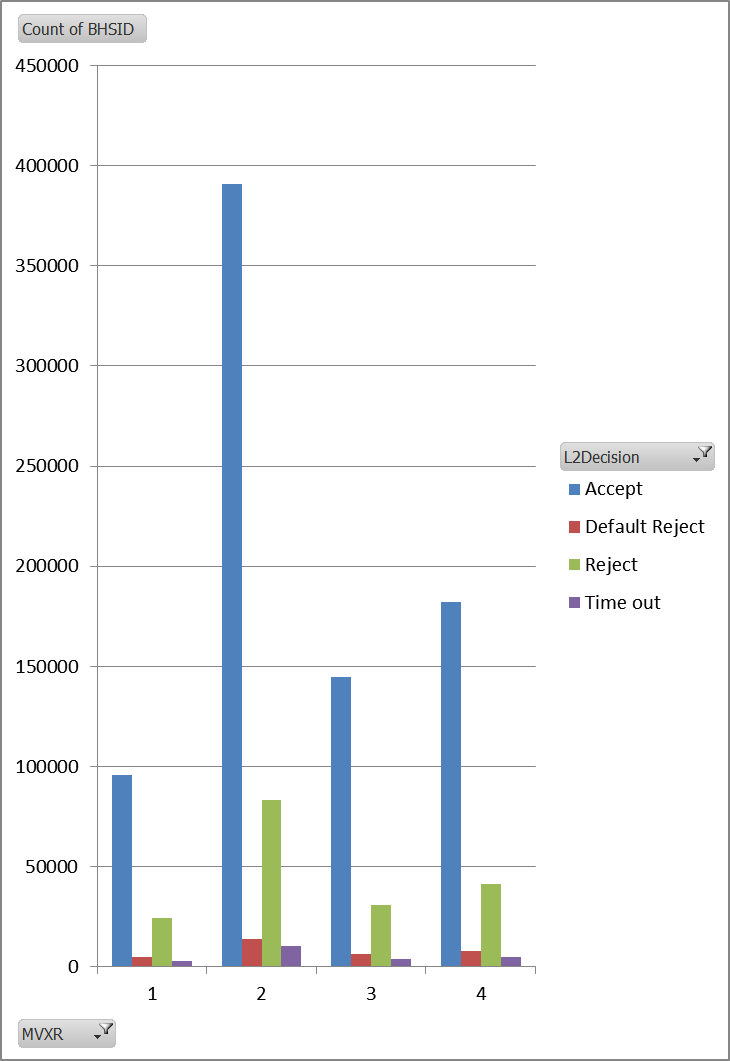 Count of BHSID
450000
400000
350000
300000
250000
200000
150000
100000
50000
0
1 2 3 4
L2Decision
Accept
Default Reject
Reject
Time out
MVXR